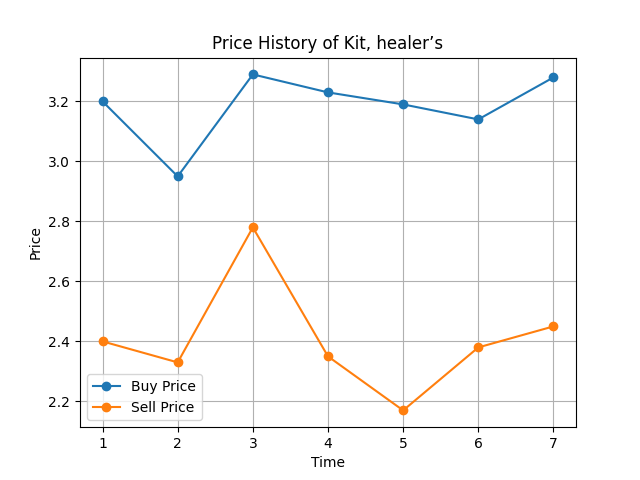 Price History of Kit, healer’s
Price
3.2
3.0
2.8
2.6
2.4
2.2
Buy Price
Sell Price
1 2 3 4 5 6 7
Time